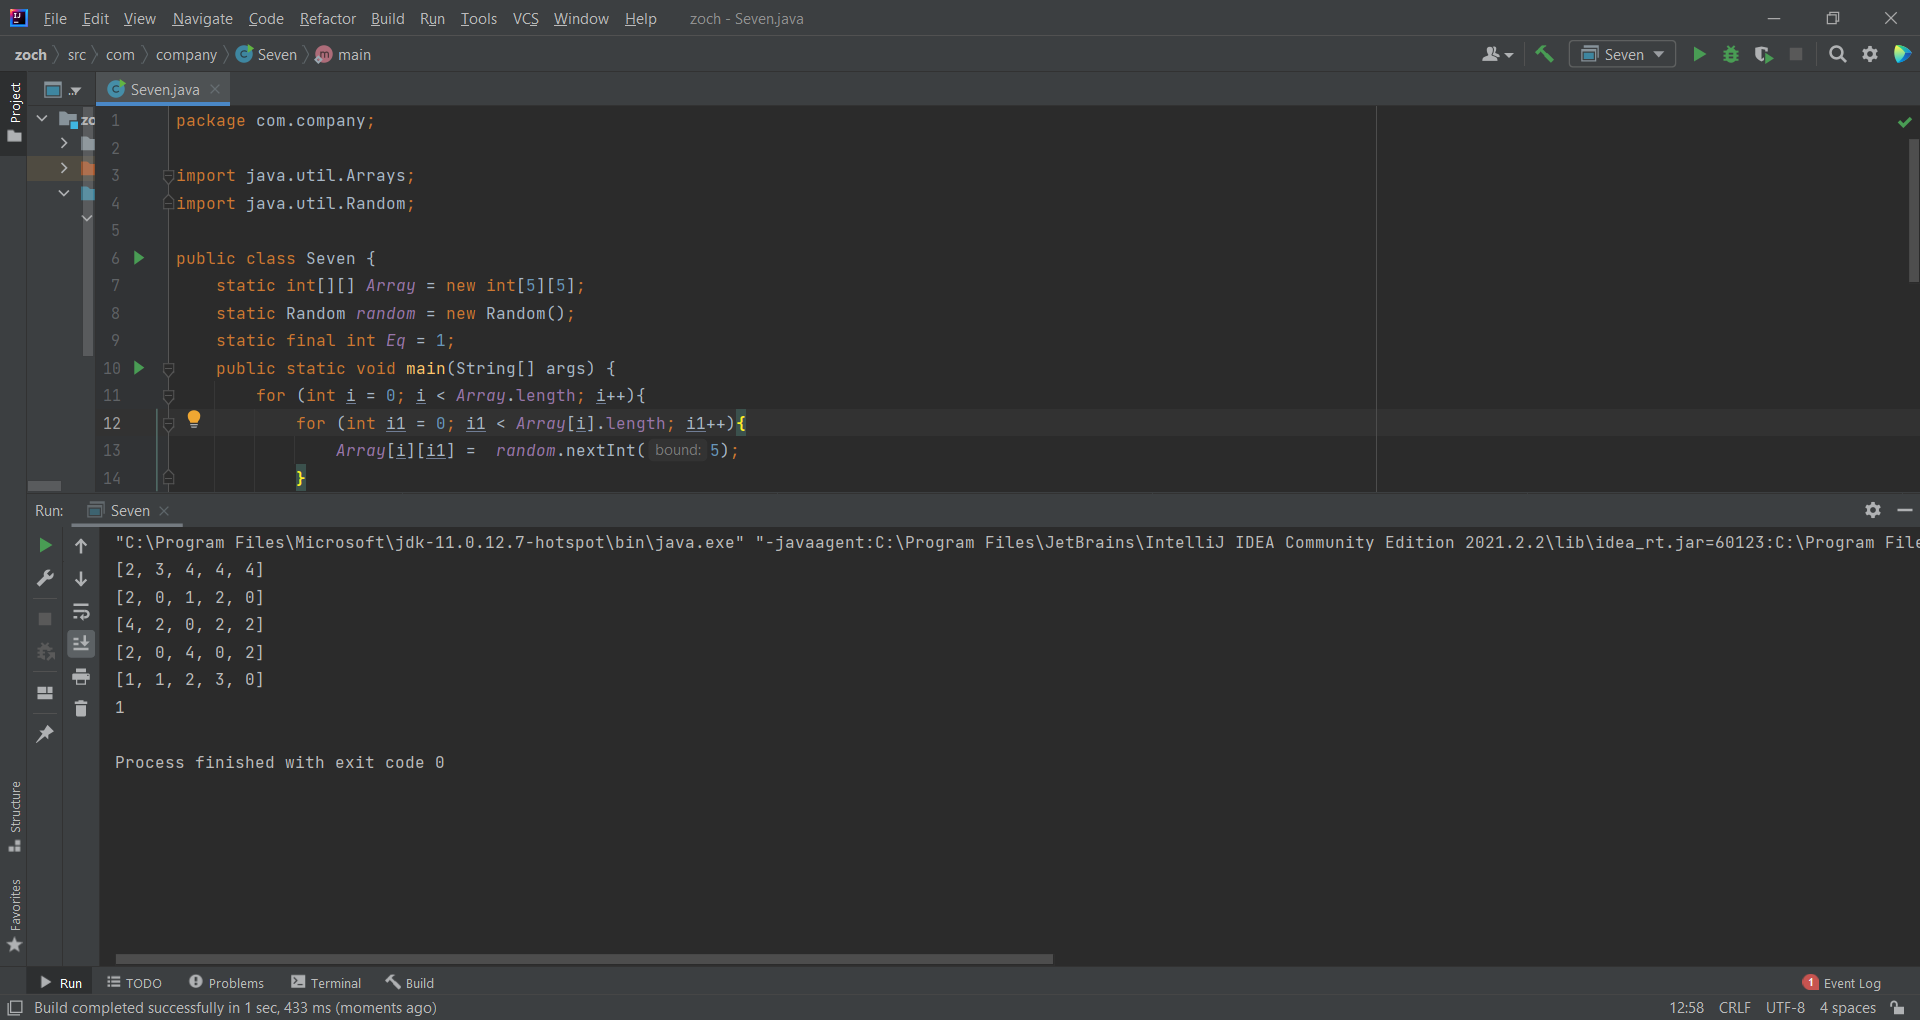 File Edit View Navigate Code Refactor Build Run Tools VCS Window Help zoch - Seven.java
zoch src com company Seven main
Seven
Project
Seven.java
zo
1 package com.company;
2
3 import java.util.Arrays;
4 import java.util.Random;
5
6 public class Seven {
7 static int[][] Array = new int[5][5];
8 static Random random = new Random();
9 static final int Eq = 1;
10 public static void main(String[] args) {
11 for (int i = 0; i < Array.length; i++){
12 for (int i1 = 0; i1 < Array[i].length; i1++){
13 Array[i][i1] =  random.nextInt( bound: 5);
14 }
Run: Seven
"C:\Program Files\Microsoft\jdk-11.0.12.7-hotspot\bin\java.exe" "-javaagent:C:\Program Files\JetBrains\IntelliJ IDEA Community Edition 2021.2.2\lib\idea_rt.jar=60123:C:\Program File
[2, 3, 4, 4, 4]
[2, 0, 1, 2, 0]
[4, 2, 0, 2, 2]
[2, 0, 4, 0, 2]
[1, 1, 2, 3, 0]
1
Process finished with exit code 0
Structure
Favorites
Run TODO Problems Terminal Build
1 Event Log
Build completed successfully in 1 sec, 433 ms (moments ago)
12:58 CRLF UTF-8 4 spaces